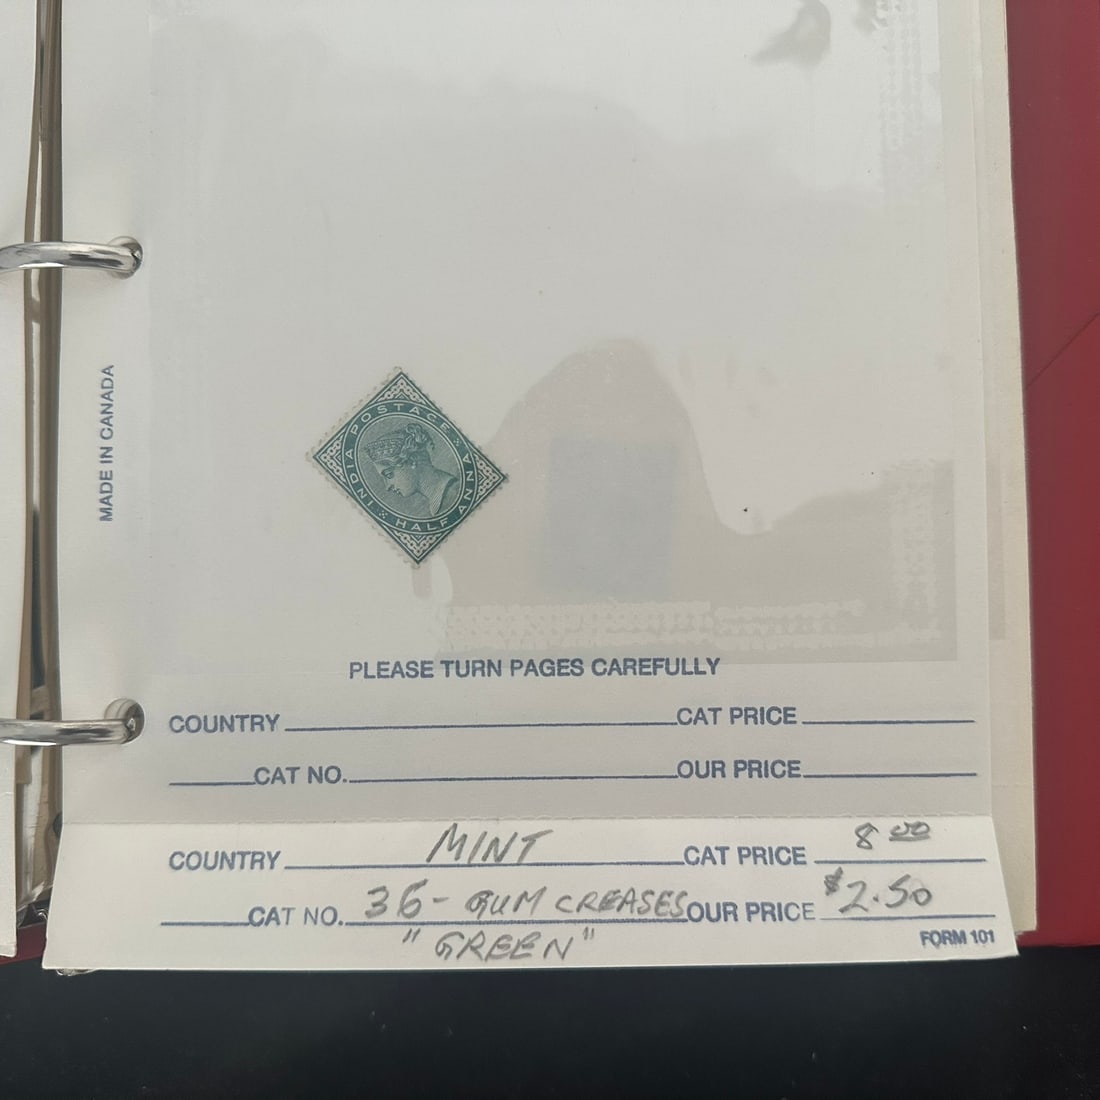 INDIA POSTAGE
HALF ANNA
MADE IN CANADA
PLEASE TURN PAGES CAREFULLY
COUNTRY CAT PRICE
CAT NO. OUR PRICE
COUNTRY MINT CAT PRICE 8 00
CAT NO. 36 - GUM CREASES OUR PRICE $2.50
"GREEN"
FORM 101